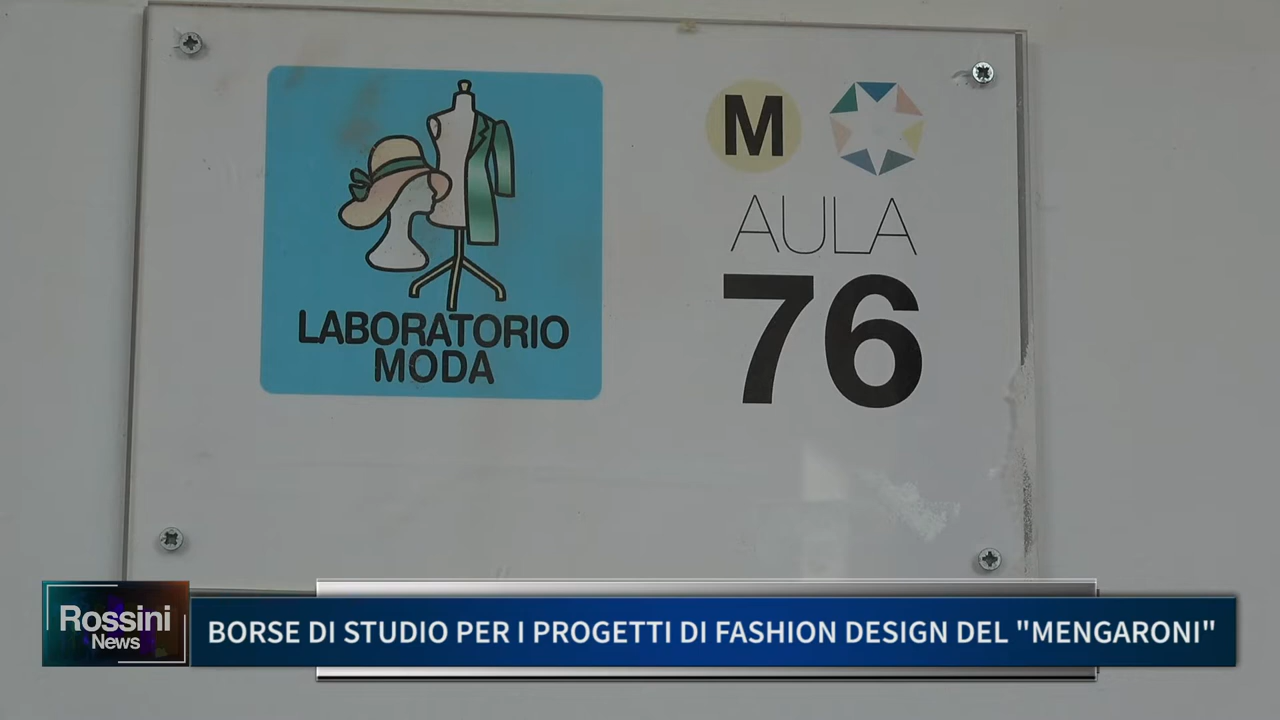 LABORATORIO
MODA
M
AULA
76
Rossini
News
BORSE DI STUDIO PER I PROGETTI DI FASHION DESIGN DEL "MENGARONI"